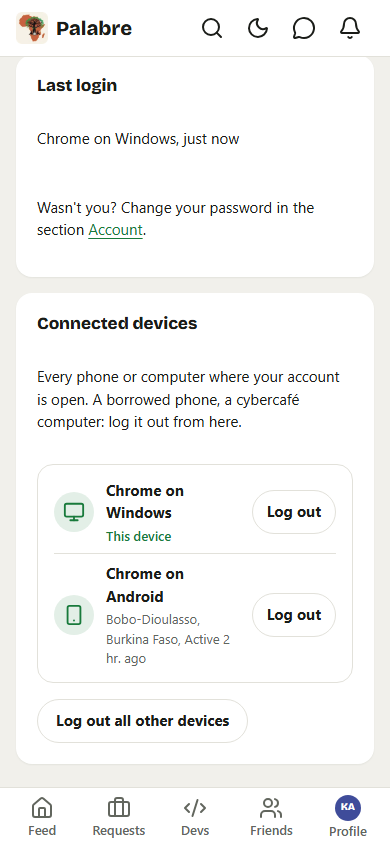 Palabre
Last login
Chrome on Windows, just now
Wasn't you? Change your password in the
section Account.
Connected devices
Every phone or computer where your account
is open. A borrowed phone, a cybercafé
computer: log it out from here.
Chrome on
Windows
This device
Log out
Chrome on
Android
Bobo-Dioulasso,
Burkina Faso, Active 2
hr. ago
Log out
Log out all other devices
Feed
Requests
Devs
Friends
KA
Profile